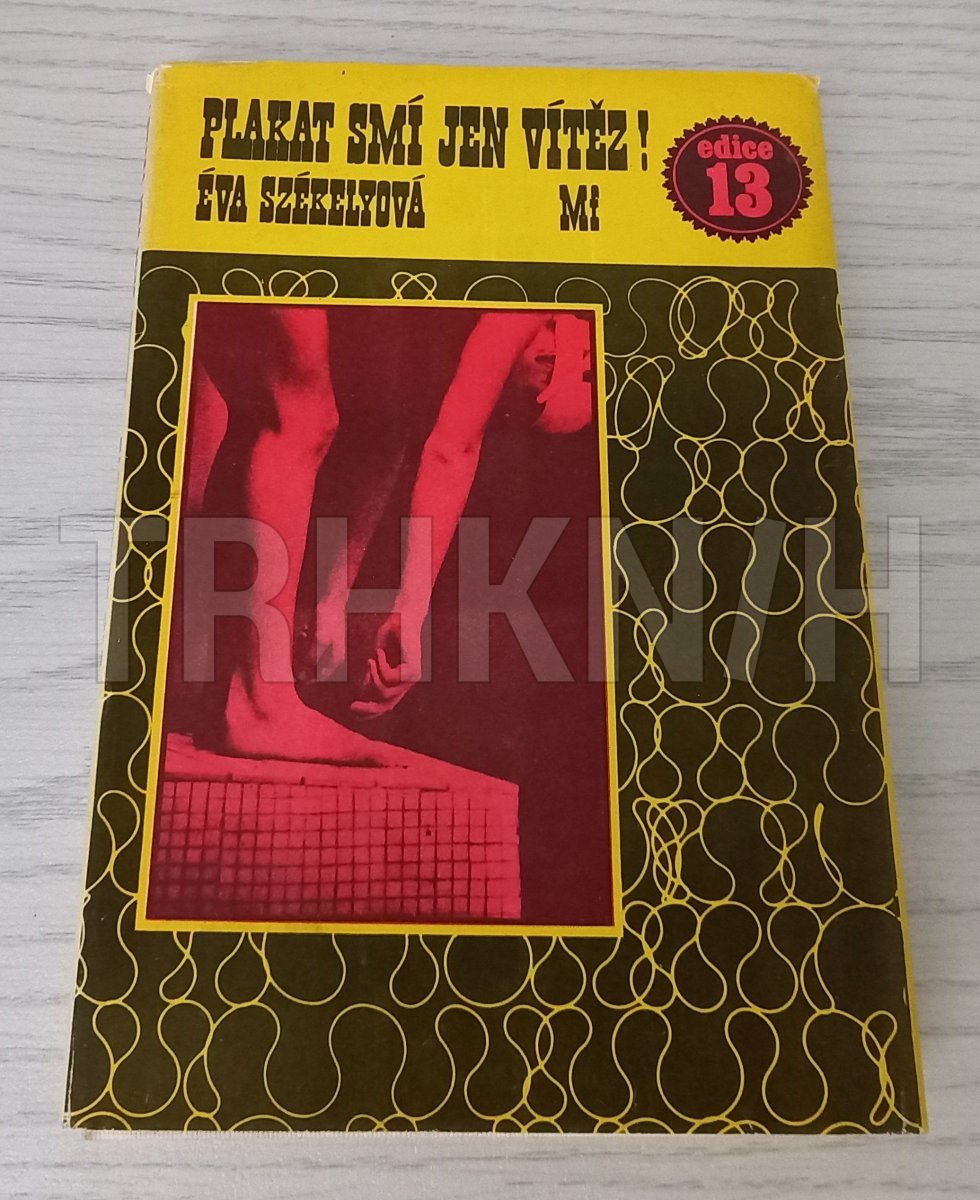 PLAKAT SMÍ JEN VÍTĚZ!
ÉVA SZÉKELYOVÁ
Mf
edice
13
TRHKNIH